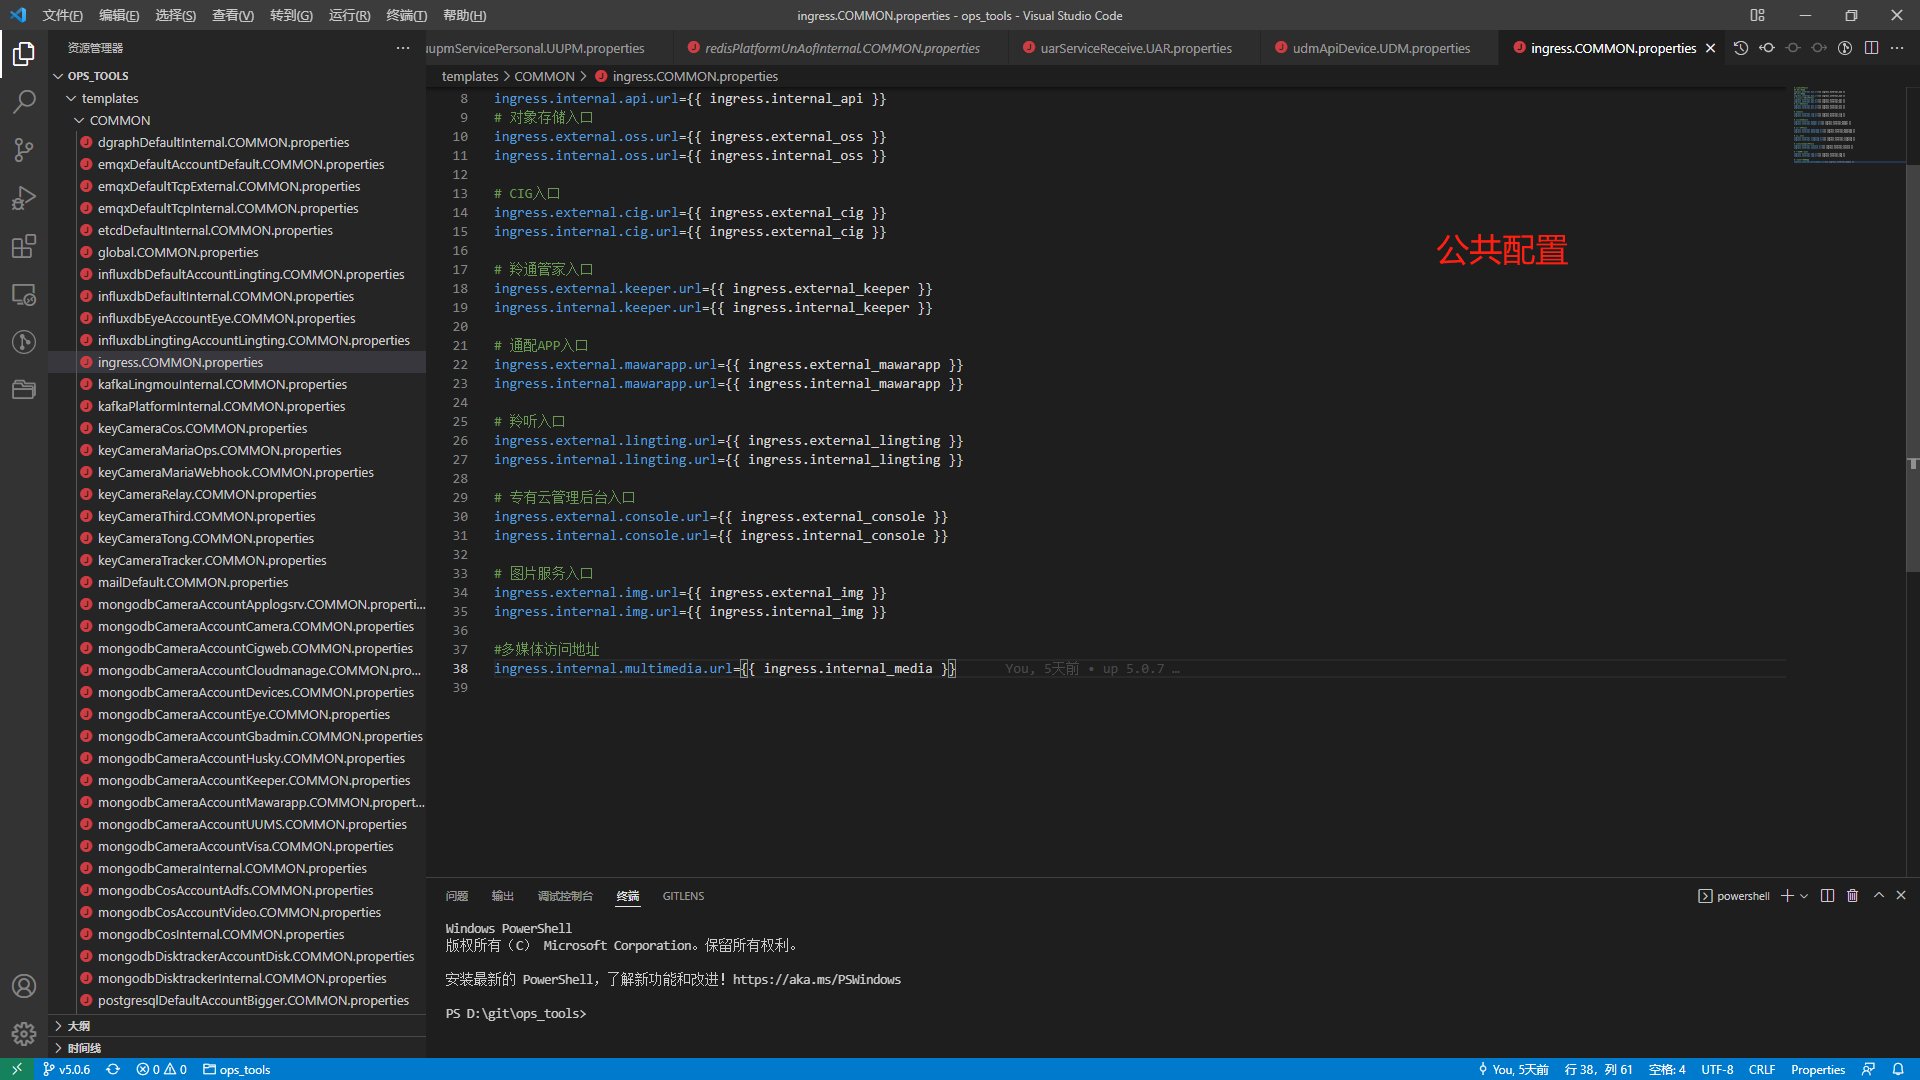 文件(F) 编辑(E) 选择(S) 查看(V) 转到(G) 运行(R) 终端(T) 帮助(H)
ingress.COMMON.properties - ops_tools - Visual Studio Code
资源管理器
OPS_TOOLS
templates
COMMON
dgraphDefaultInternal.COMMON.properties
emqxDefaultAccountDefault.COMMON.properties
emqxDefaultTcpExternal.COMMON.properties
emqxDefaultTcpInternal.COMMON.properties
etcdDefaultInternal.COMMON.properties
global.COMMON.properties
influxdbDefaultAccountLingting.COMMON.properties
influxdbDefaultInternal.COMMON.properties
influxdbEyeAccountEye.COMMON.properties
influxdbLingtingAccountLingting.COMMON.properties
ingress.COMMON.properties
kafkaLingmouInternal.COMMON.properties
kafkaPlatformInternal.COMMON.properties
keyCameraCos.COMMON.properties
keyCameraMariaOps.COMMON.properties
keyCameraMariaWebhook.COMMON.properties
keyCameraRelay.COMMON.properties
keyCameraThird.COMMON.properties
keyCameraTong.COMMON.properties
keyCameraTracker.COMMON.properties
mailDefault.COMMON.properties
mongodbCameraAccountApplogsrv.COMMON.properti...
mongodbCameraAccountCamera.COMMON.properties
mongodbCameraAccountCigweb.COMMON.properties
mongodbCameraAccountCloudmanage.COMMON.pro...
mongodbCameraAccountDevices.COMMON.properties
mongodbCameraAccountEye.COMMON.properties
mongodbCameraAccountGbadmin.COMMON.properties
mongodbCameraAccountHusky.COMMON.properties
mongodbCameraAccountKeeper.COMMON.properties
mongodbCameraAccountMawarapp.COMMON.propert...
mongodbCameraAccountUUMS.COMMON.properties
mongodbCameraAccountVisa.COMMON.properties
mongodbCameraInternal.COMMON.properties
mongodbCosAccountAdfs.COMMON.properties
mongodbCosAccountVideo.COMMON.properties
mongodbCosInternal.COMMON.properties
mongodbDisktrackerAccountDisk.COMMON.properties
mongodbDisktrackerInternal.COMMON.properties
postgresqlDefaultAccountBigger.COMMON.properties
大纲
时间线
uupmServicePersonal.UUPM.properties redisPlatformUnAofInternal.COMMON.properties uarServiceReceive.UAR.properties udmApiDevice.UDM.properties ingress.COMMON.properties
templates > COMMON > ingress.COMMON.properties
8 ingress.internal.api.url={{ ingress.internal_api }}
9 # 对象存储入口
10 ingress.external.oss.url={{ ingress.external_oss }}
11 ingress.internal.oss.url={{ ingress.internal_oss }}
12
13 # CIG入口
14 ingress.external.cig.url={{ ingress.external_cig }}
15 ingress.internal.cig.url={{ ingress.external_cig }}
16
17 # 羚通管家入口
18 ingress.external.keeper.url={{ ingress.external_keeper }}
19 ingress.internal.keeper.url={{ ingress.internal_keeper }}
20
21 # 通配APP入口
22 ingress.external.mawarapp.url={{ ingress.external_mawarapp }}
23 ingress.internal.mawarapp.url={{ ingress.internal_mawarapp }}
24
25 # 羚听入口
26 ingress.external.lingting.url={{ ingress.external_lingting }}
27 ingress.internal.lingting.url={{ ingress.internal_lingting }}
28
29 # 专有云管理后台入口
30 ingress.external.console.url={{ ingress.external_console }}
31 ingress.internal.console.url={{ ingress.internal_console }}
32
33 # 图片服务入口
34 ingress.external.img.url={{ ingress.external_img }}
35 ingress.internal.img.url={{ ingress.internal_img }}
36
37 #多媒体访问地址
38 ingress.internal.multimedia.url={{ ingress.internal_media }} You, 5天前 • up 5.0.7 …
39
公共配置
问题 输出 调试控制台 终端 GITLENS
powershell
Windows PowerShell
版权所有（C） Microsoft Corporation。保留所有权利。
安装最新的 PowerShell，了解新功能和改进！https://aka.ms/PSWindows
PS D:\git\ops_tools>
v5.0.6 0 0 ops_tools
You, 5天前 行 38，列 61 空格: 4 UTF-8 CRLF Properties